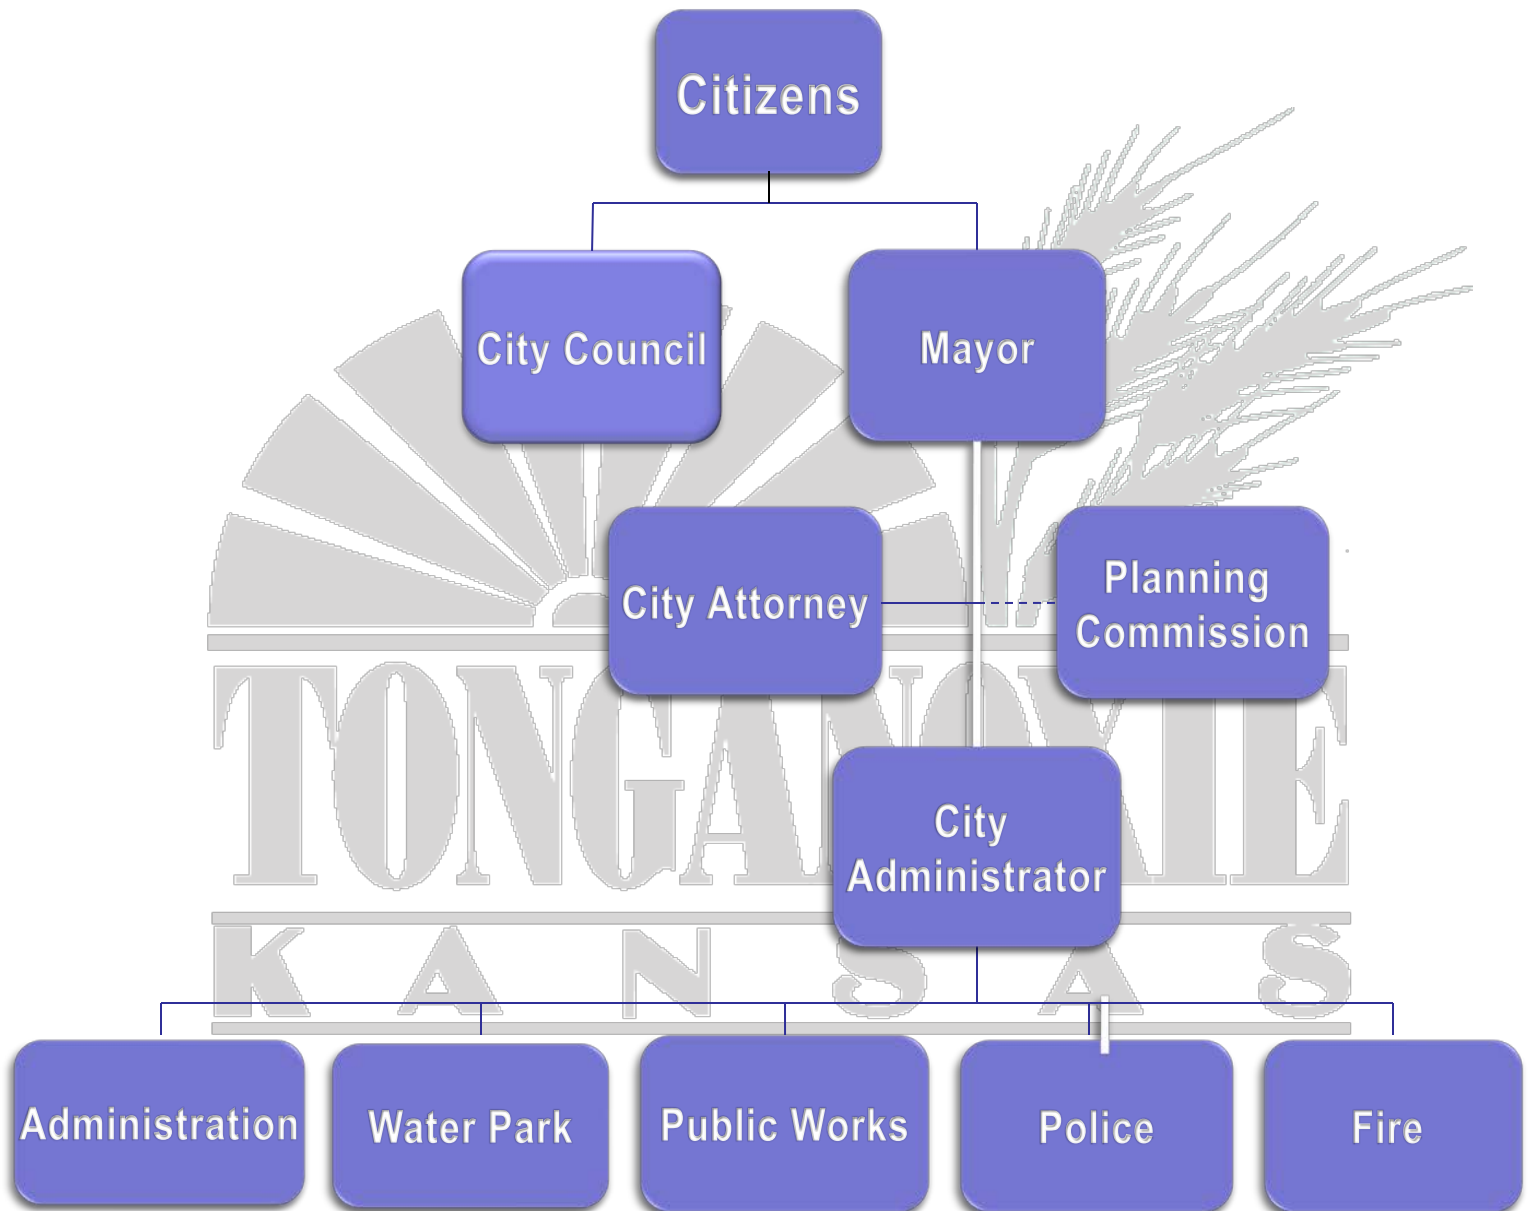 Citizens
City Council
Mayor
City Attorney
Planning
Commission
TONGANOXIE
City
Administrator
KANSAS
Administration
Water Park
Public Works
Police
Fire